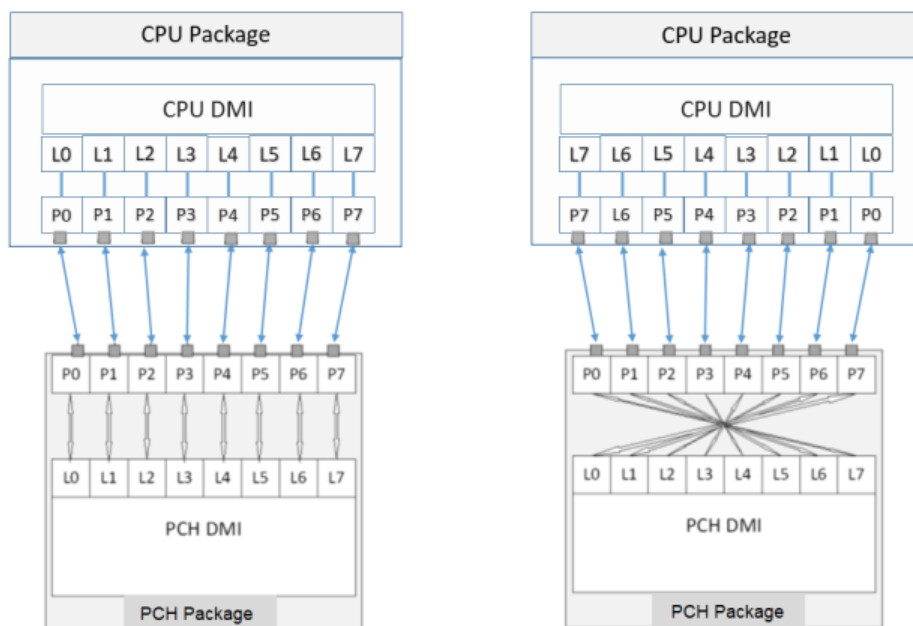 CPU Package
CPU DMI
L0 L1 L2 L3 L4 L5 L6 L7
P0 P1 P2 P3 P4 P5 P6 P7
P0 P1 P2 P3 P4 P5 P6 P7
L0 L1 L2 L3 L4 L5 L6 L7
PCH DMI
PCH Package
CPU Package
CPU DMI
L7 L6 L5 L4 L3 L2 L1 L0
P7 L6 P5 P4 P3 P2 P1 P0
P0 P1 P2 P3 P4 P5 P6 P7
L0 L1 L2 L3 L4 L5 L6 L7
PCH DMI
PCH Package